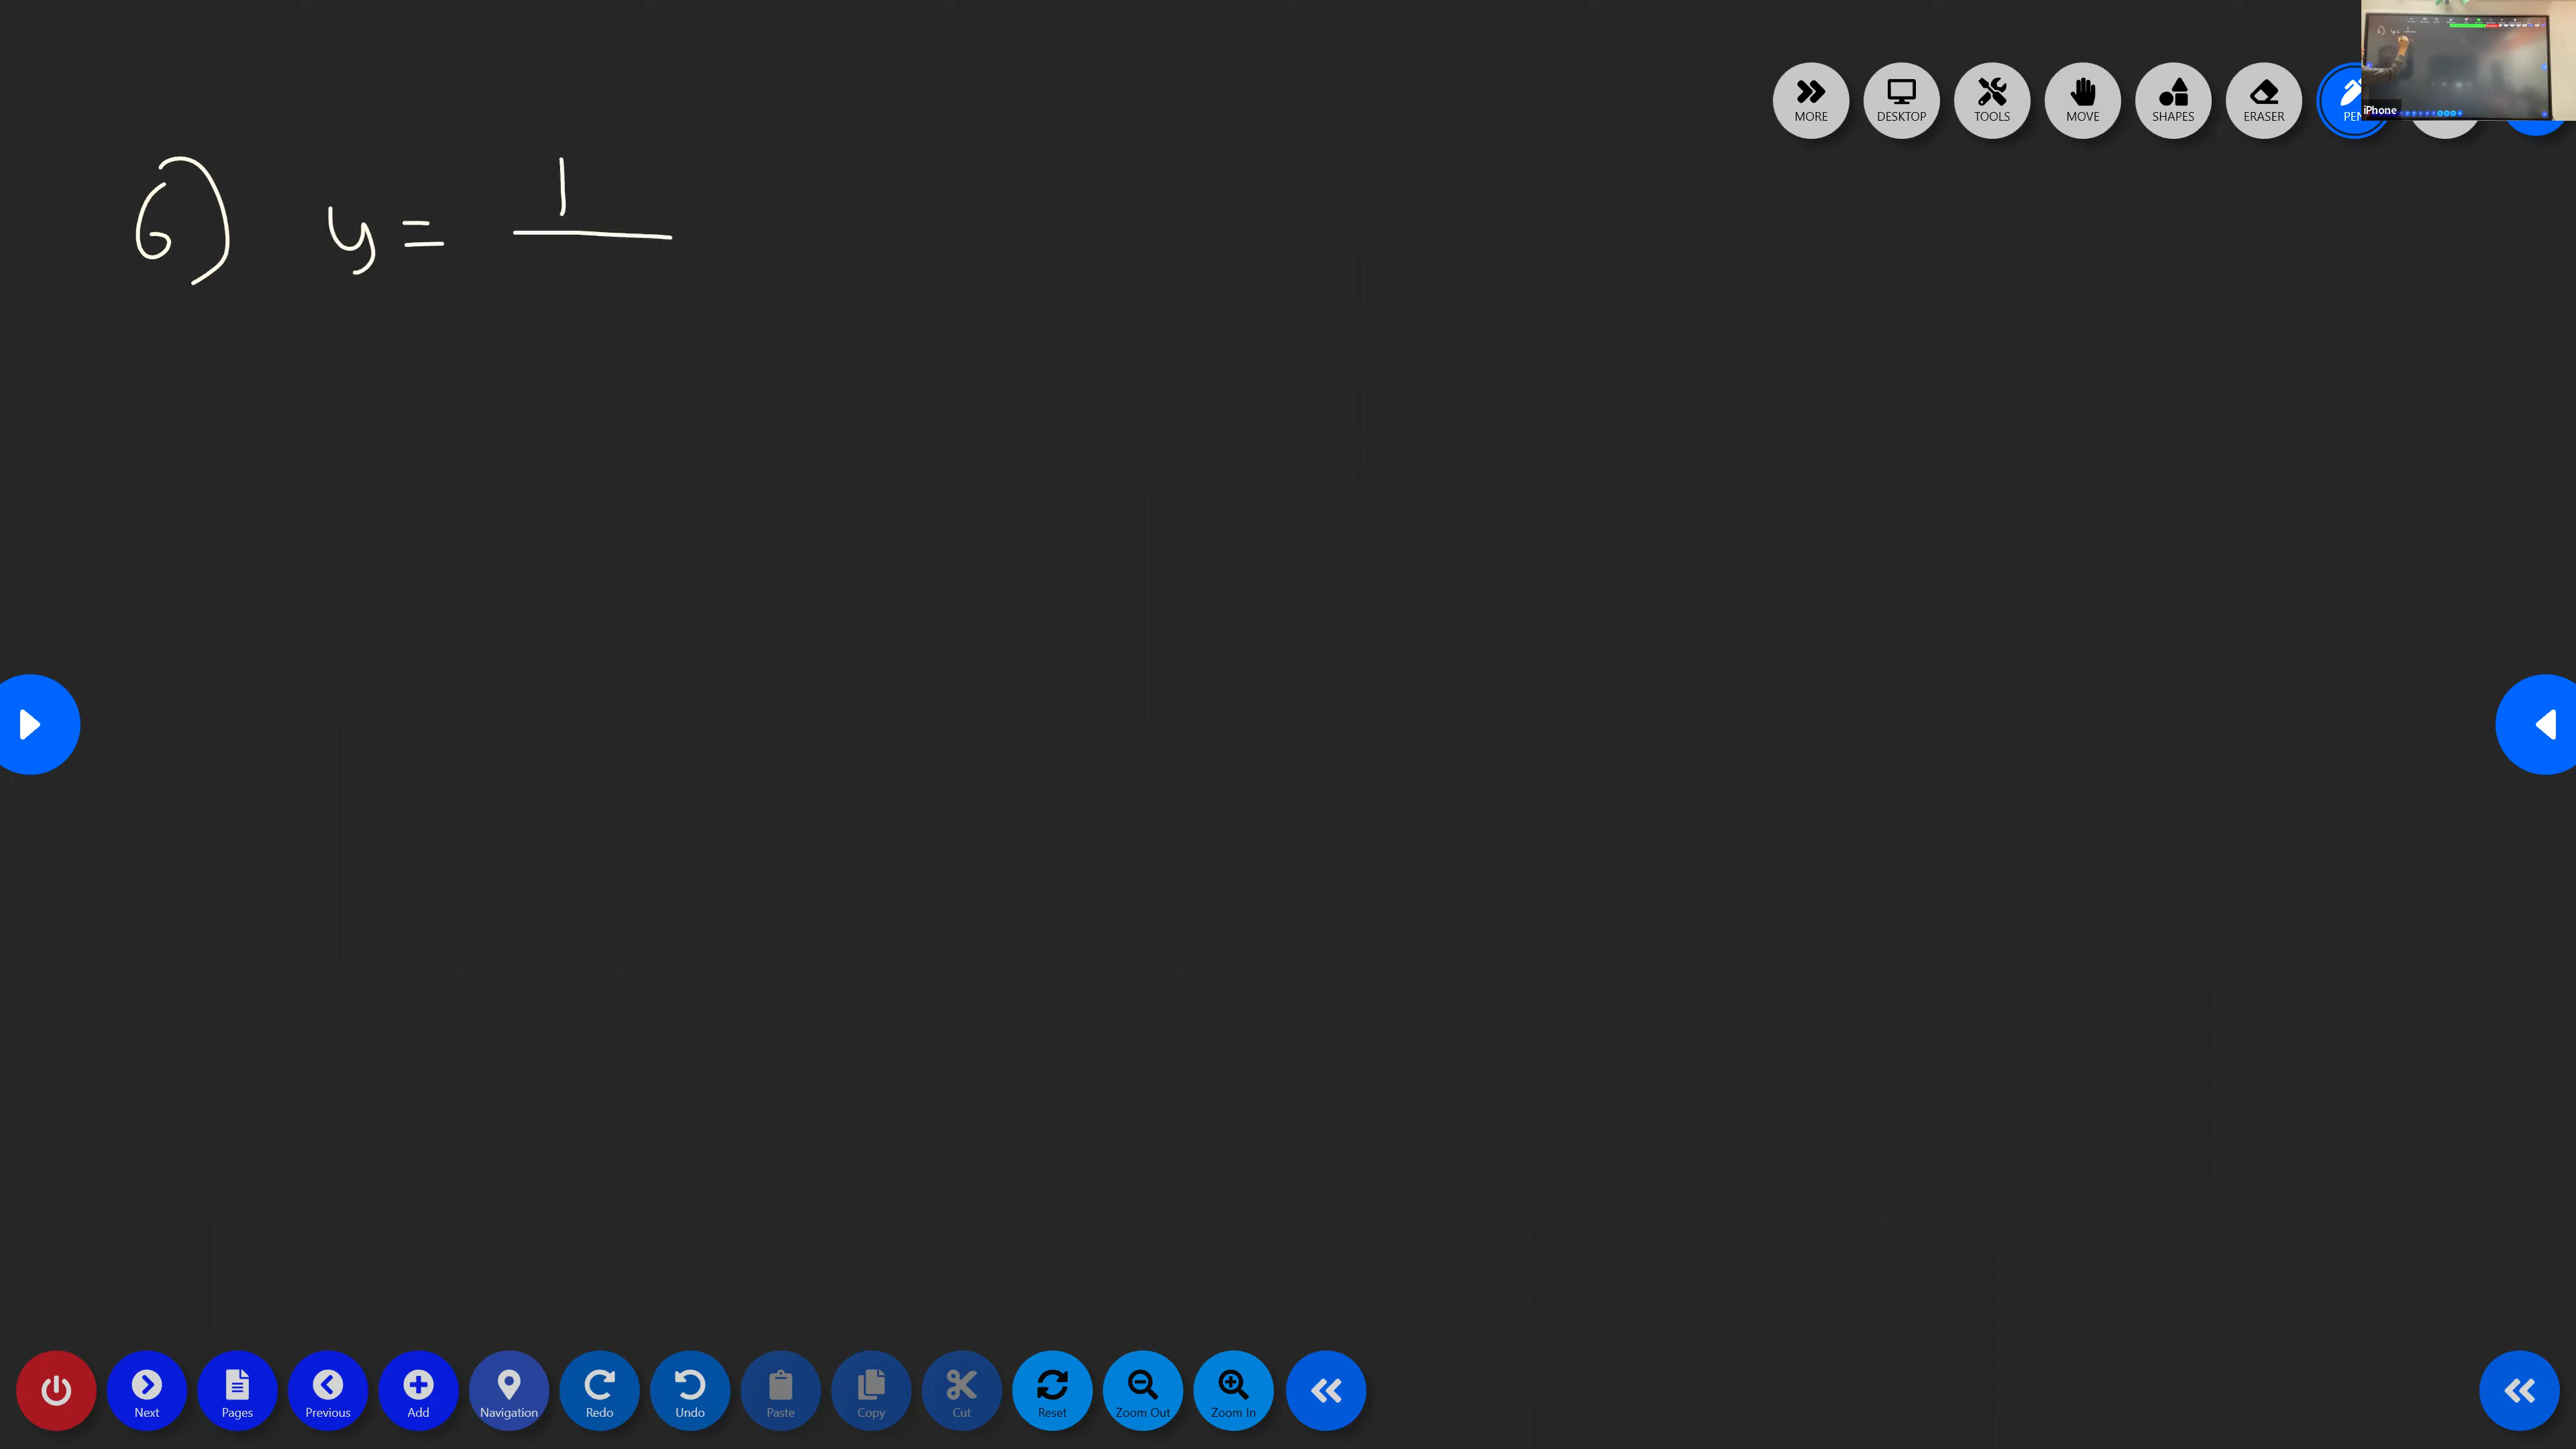 MORE DESKTOP TOOLS MOVE SHAPES ERASER PEN
iPhone
6) y = 1/
Next Pages Previous Add Navigation Redo Undo Paste Copy Cut Reset Zoom Out Zoom In